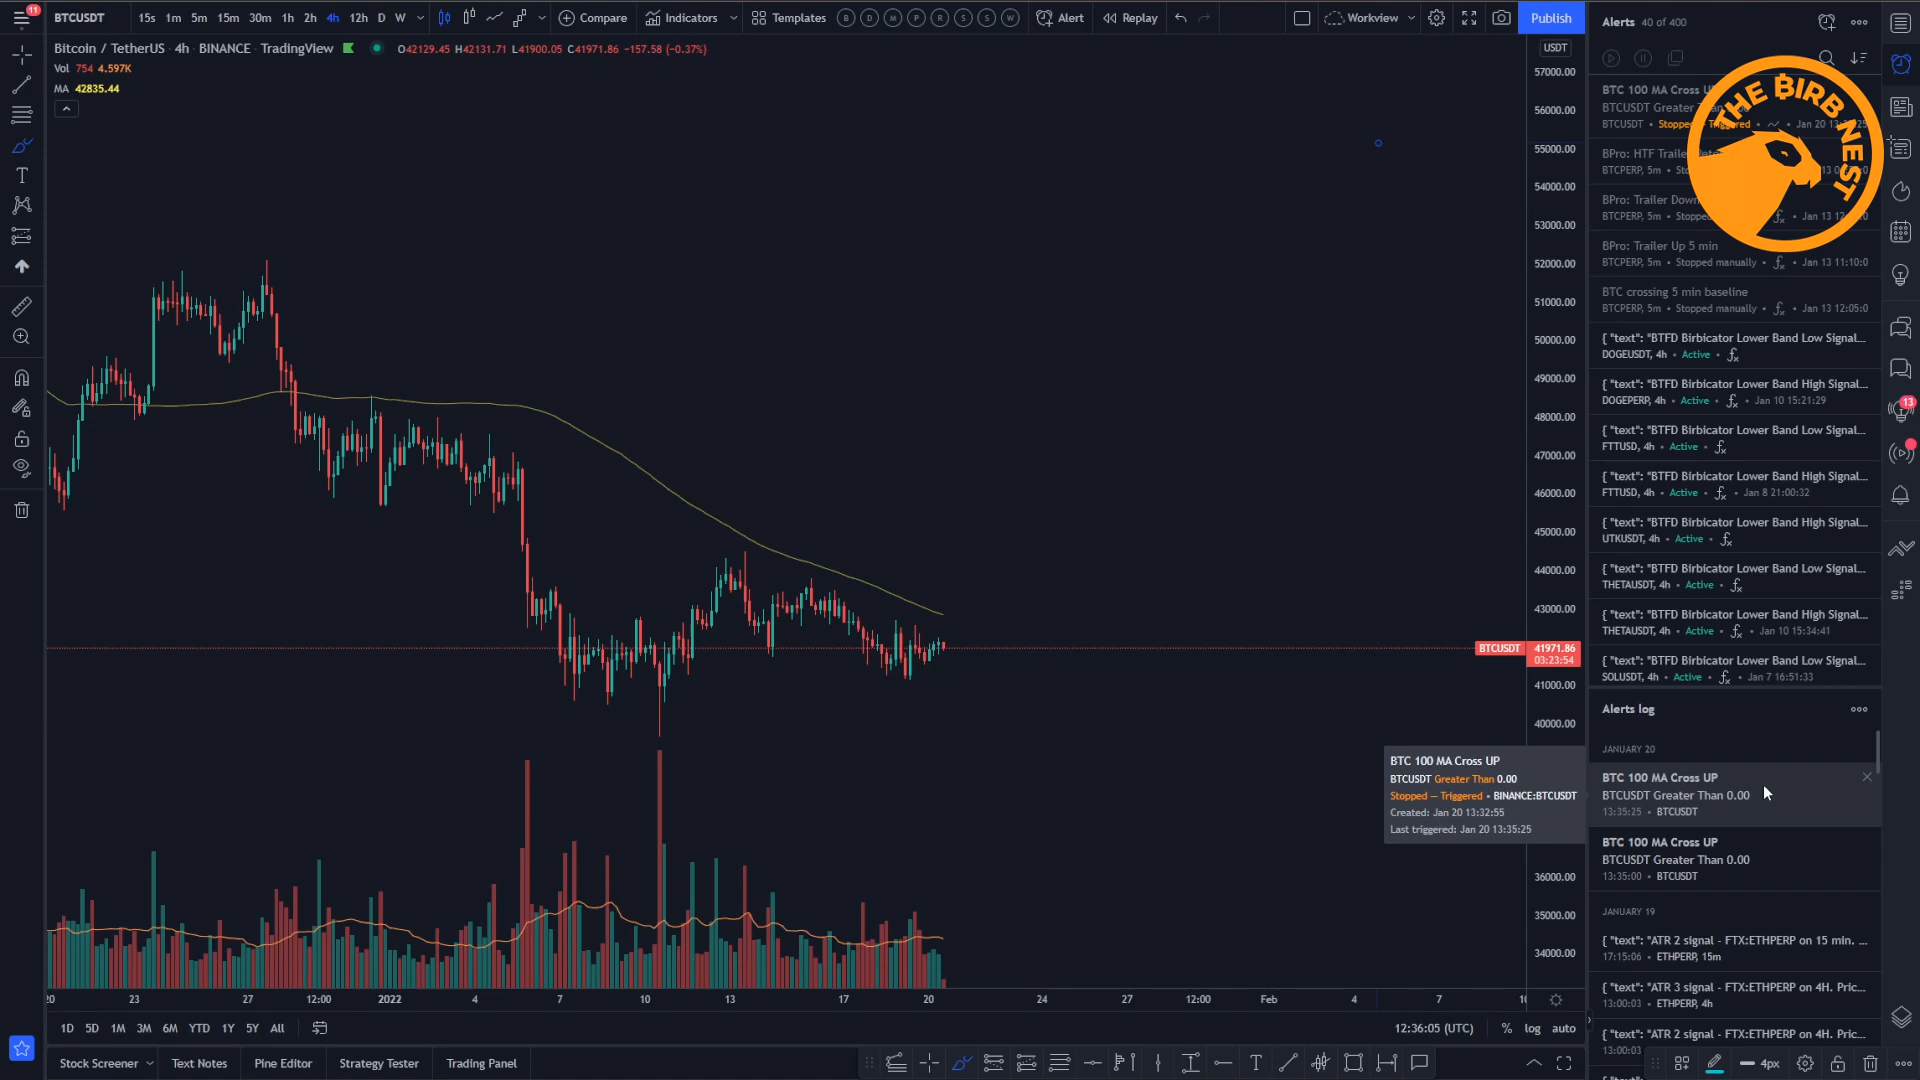 11
BTCUSDT
15s 1m 5m 15m 30m 1h 2h 4h 12h D W
Compare
Indicators
Templates
B D M P R S S W
Alert
Replay
Workview
Publish
Bitcoin / TetherUS · 4h · BINANCE · TradingView
O42129.45 H42131.71 L41900.05 C41971.86 −157.58 (−0.37%)
Vol 754 4.597K
MA 42835.44
USDT
57000.00
56000.00
55000.00
54000.00
53000.00
52000.00
51000.00
50000.00
49000.00
48000.00
47000.00
46000.00
45000.00
44000.00
43000.00
BTCUSDT 41971.86
03:23:54
41000.00
40000.00
36000.00
35000.00
34000.00
20 23 27 12:00 2022 4 7 10 13 17 20 24 27 12:00 Feb 4 7
1D 5D 1M 3M 6M YTD 1Y 5Y All
12:36:05 (UTC) % log auto
Stock Screener
Text Notes
Pine Editor
Strategy Tester
Trading Panel
4px
BTC 100 MA Cross UP
BTCUSDT Greater Than 0.00
Stopped — Triggered • BINANCE:BTCUSDT
Created: Jan 20 13:32:55
Last triggered: Jan 20 13:35:25
Alerts 40 of 400
THE BIRB NEST
BTC 100 MA Cross
BTCUSDT Greater
BTCUSDT • Stopped — Triggered • Jan 20
BPro: HTF Trailer
BTCPERP, 5m •
BPro: Trailer Down
BTCPERP, 5m • Stopped • Jan 13
BPro: Trailer Up 5 min
BTCPERP, 5m • Stopped manually • Jan 13 11:10:0
BTC crossing 5 min baseline
BTCPERP, 5m • Stopped manually • Jan 13 12:05:0
{ "text": "BTFD Birbicator Lower Band Low Signal...
DOGEUSDT, 4h • Active •
{ "text": "BTFD Birbicator Lower Band High Signal...
DOGEPERP, 4h • Active • Jan 10 15:21:29
{ "text": "BTFD Birbicator Lower Band Low Signal...
FTTUSD, 4h • Active •
{ "text": "BTFD Birbicator Lower Band High Signal...
FTTUSD, 4h • Active • Jan 8 21:00:32
{ "text": "BTFD Birbicator Lower Band High Signal...
UTKUSDT, 4h • Active •
{ "text": "BTFD Birbicator Lower Band Low Signal...
THETAUSDT, 4h • Active •
{ "text": "BTFD Birbicator Lower Band High Signal...
THETAUSDT, 4h • Active • Jan 10 15:34:41
{ "text": "BTFD Birbicator Lower Band Low Signal...
SOLUSDT, 4h • Active • Jan 7 16:51:33
Alerts log
JANUARY 20
BTC 100 MA Cross UP
BTCUSDT Greater Than 0.00
13:35:25 • BTCUSDT
BTC 100 MA Cross UP
BTCUSDT Greater Than 0.00
13:35:00 • BTCUSDT
JANUARY 19
{ "text": "ATR 2 signal - FTX:ETHPERP on 15 min. ...
17:15:06 • ETHPERP, 15m
{ "text": "ATR 3 signal - FTX:ETHPERP on 4H. Pric...
13:00:03 • ETHPERP, 4h
{ "text": "ATR 2 signal - FTX:ETHPERP on 4H. Pric...
13:00:03
13